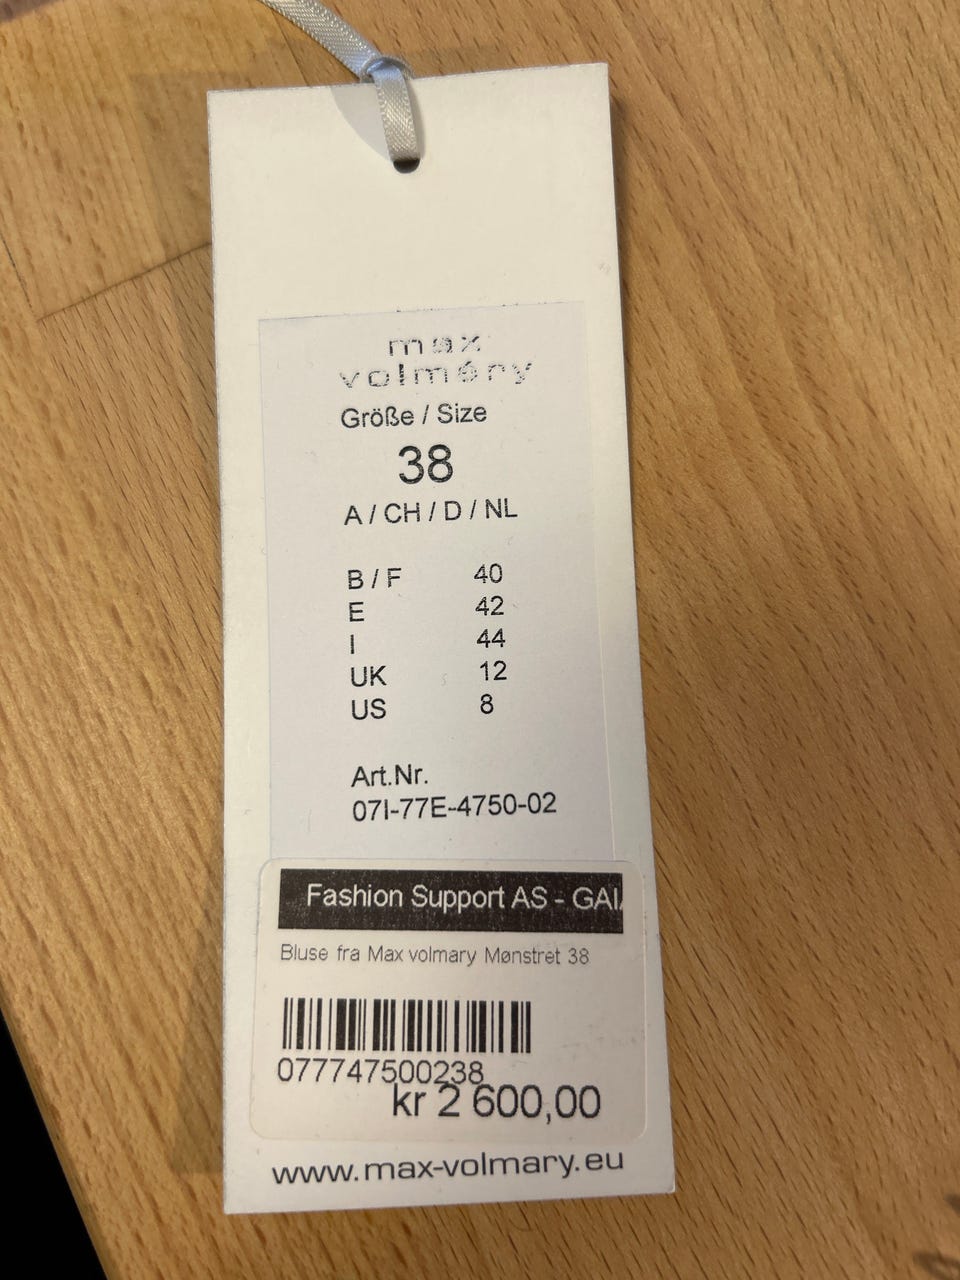 max
volméry
Größe / Size
38
A / CH / D / NL
B / F 40
E 42
I 44
UK 12
US 8
Art.Nr.
07I-77E-4750-02
Fashion Support AS - GAI
Bluse fra Max volmary Mønstret 38
077747500238
kr 2 600,00
www.max-volmary.eu